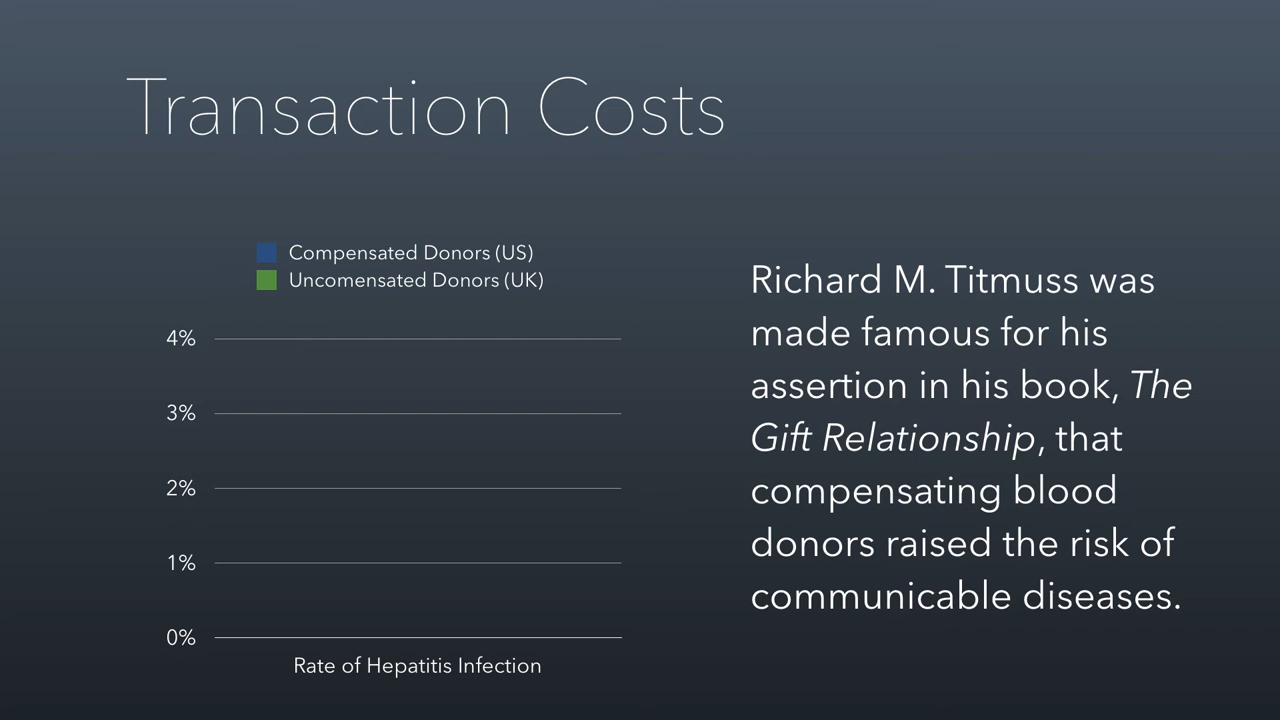 Transaction Costs
Compensated Donors (US)
Uncomensated Donors (UK)
4%
3%
2%
1%
0%
Rate of Hepatitis Infection
Richard M. Titmuss was
made famous for his
assertion in his book, The
Gift Relationship, that
compensating blood
donors raised the risk of
communicable diseases.